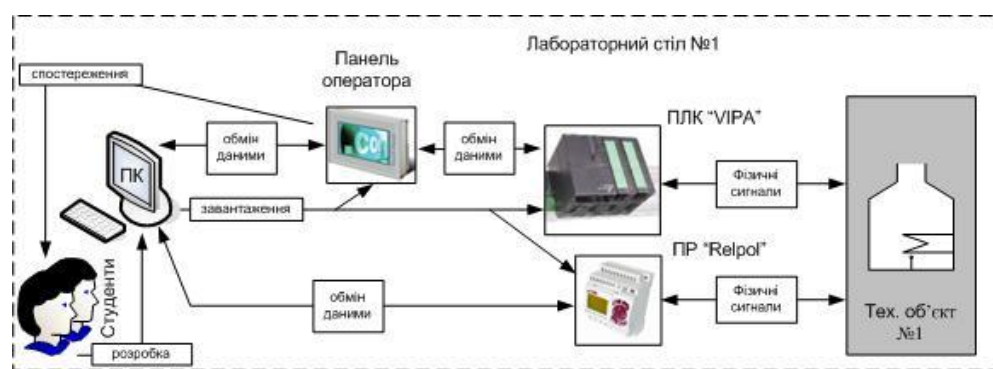 Лабораторний стіл №1
Панель
оператора
спостереження
ПЛК “VIPA”
обмін
даними
обмін
даними
ПК
Фізичні
сигнали
завантаження
ПР “Relpol”
Студенти
обмін
даними
Фізичні
сигнали
Тех. об’єкт
№1
розробка